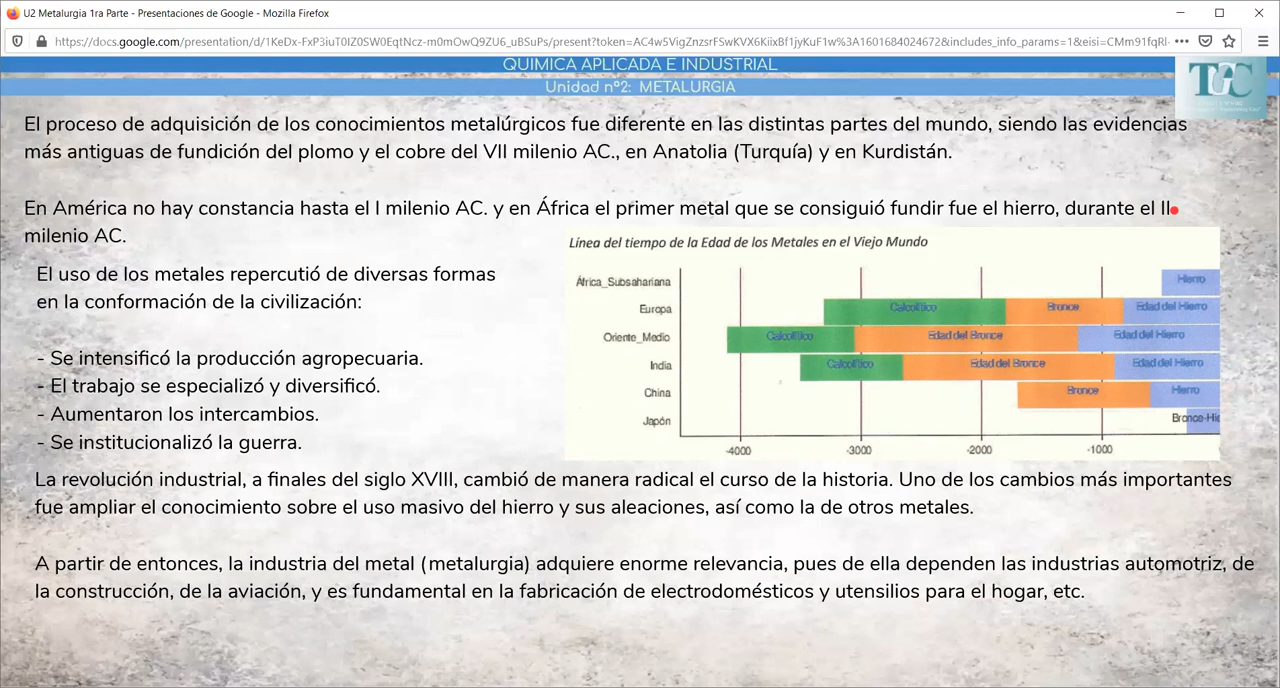 U2 Metalurgia 1ra Parte - Presentaciones de Google - Mozilla Firefox
https://docs.google.com/presentation/d/1KeDx-FxP3iuT0IZ0SW0EqtNcz-m0mOwQ9ZU6_uBSuPs/present?token=AC4w5VigZnzsrFSwKVX6KiixBf1jyKuF1w%3A1601684024672&includes_info_params=1&eisi=CMm91fqRl-
QUIMICA APLICADA E INDUSTRIAL
Unidad nº2: METALURGIA
TGC
El proceso de adquisición de los conocimientos metalúrgicos fue diferente en las distintas partes del mundo, siendo las evidencias
más antiguas de fundición del plomo y el cobre del VII milenio AC., en Anatolia (Turquía) y en Kurdistán.
En América no hay constancia hasta el I milenio AC. y en África el primer metal que se consiguió fundir fue el hierro, durante el II
milenio AC.
El uso de los metales repercutió de diversas formas
en la conformación de la civilización:
- Se intensificó la producción agropecuaria.
- El trabajo se especializó y diversificó.
- Aumentaron los intercambios.
- Se institucionalizó la guerra.
Línea del tiempo de la Edad de los Metales en el Viejo Mundo
África_Subsahariana Hierro
Europa Calcolítico Bronce Edad del Hierro
Oriente_Medio Calcolítico Edad del Bronce Edad del Hierro
India Calcolítico Edad del Bronce Edad del Hierro
China Bronce Hierro
Japón Bronce-Hie
-4000 -3000 -2000 -1000
La revolución industrial, a finales del siglo XVIII, cambió de manera radical el curso de la historia. Uno de los cambios más importantes
fue ampliar el conocimiento sobre el uso masivo del hierro y sus aleaciones, así como la de otros metales.
A partir de entonces, la industria del metal (metalurgia) adquiere enorme relevancia, pues de ella dependen las industrias automotriz, de
la construcción, de la aviación, y es fundamental en la fabricación de electrodomésticos y utensilios para el hogar, etc.